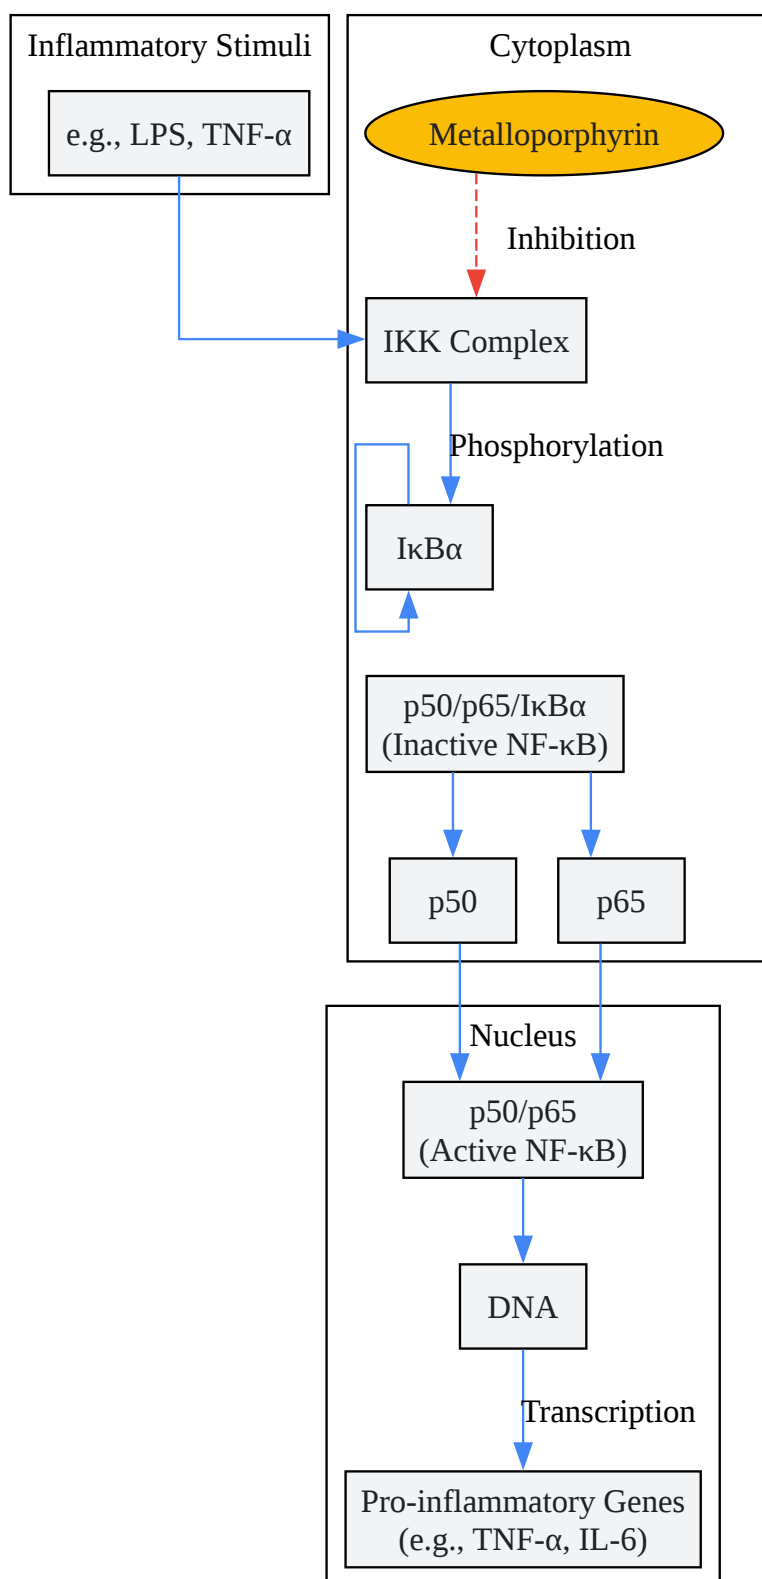 Inflammatory Stimuli
e.g., LPS, TNF-α
Cytoplasm
Metalloporphyrin
Inhibition
IKK Complex
Phosphorylation
IκBα
p50/p65/IκBα
(Inactive NF-κB)
p50
p65
Nucleus
p50/p65
(Active NF-κB)
DNA
Transcription
Pro-inflammatory Genes
(e.g., TNF-α, IL-6)